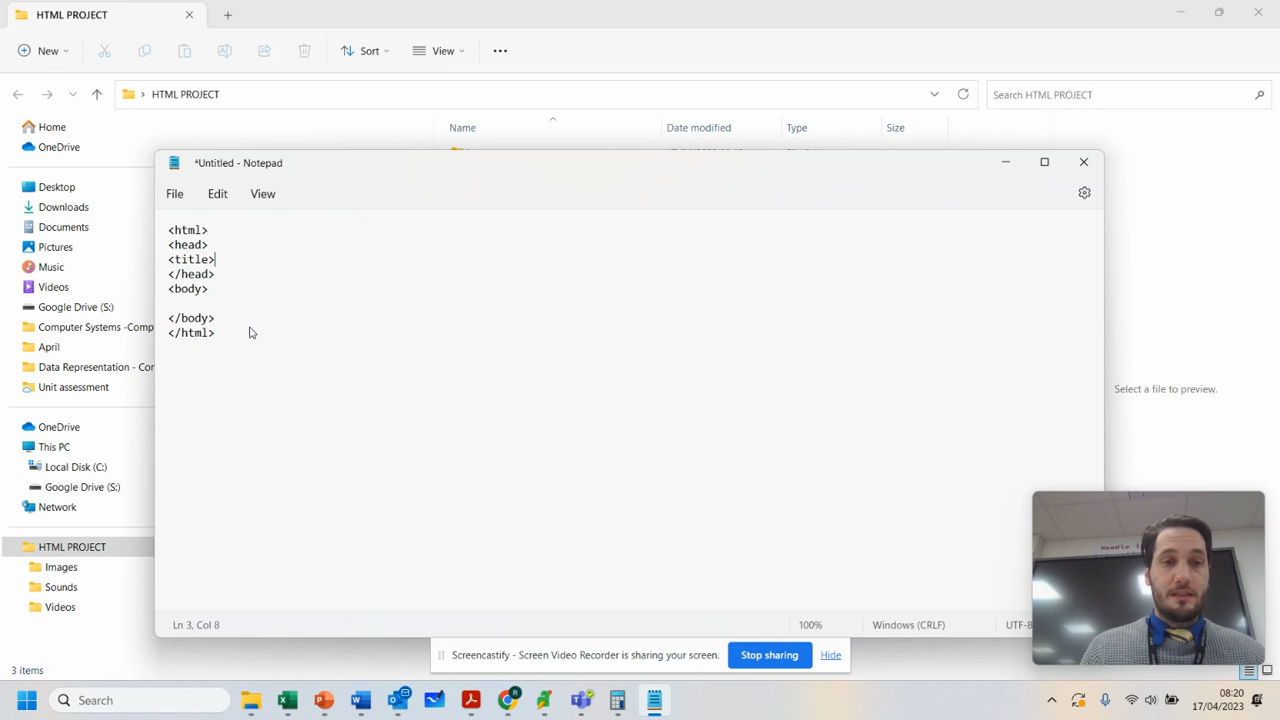 HTML PROJECT
New
Sort
View
HTML PROJECT
Search HTML PROJECT
Name
Date modified
Type
Size
Home
OneDrive
Desktop
Downloads
Documents
Pictures
Music
Videos
Google Drive (S:)
Computer Systems -Comp
April
Data Representation - Con
Unit assessment
OneDrive
This PC
Local Disk (C:)
Google Drive (S:)
Network
HTML PROJECT
Images
Sounds
Videos
3 items
*Untitled - Notepad
File Edit View
<html>
<head>
<title>
</head>
<body>
</body>
</html>
Ln 3, Col 8
100%
Windows (CRLF)
UTF-8
Select a file to preview.
Screencastify - Screen Video Recorder is sharing your screen.
Stop sharing
Hide
Search
08:20
17/04/2023